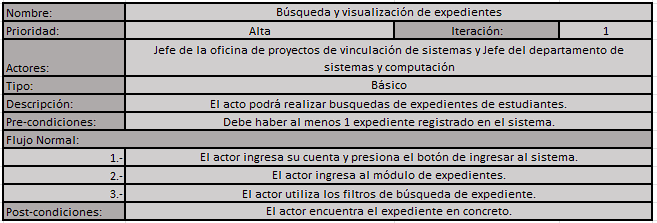 Nombre: Búsqueda y visualización de expedientes
Prioridad: Alta Iteración: 1
Jefe de la oficina de proyectos de vinculación de sistemas y Jefe del departamento de
Actores: sistemas y computación
Tipo: Básico
Descripción: El acto podrá realizar busquedas de expedientes de estudiantes.
Pre-condiciones: Debe haber al menos 1 expediente registrado en el sistema.
Flujo Normal:
1.- El actor ingresa su cuenta y presiona el botón de ingresar al sistema.
2.- El actor ingresa al módulo de expedientes.
3.- El actor utiliza los filtros de búsqueda de expediente.
Post-condiciones: El actor encuentra el expediente en concreto.